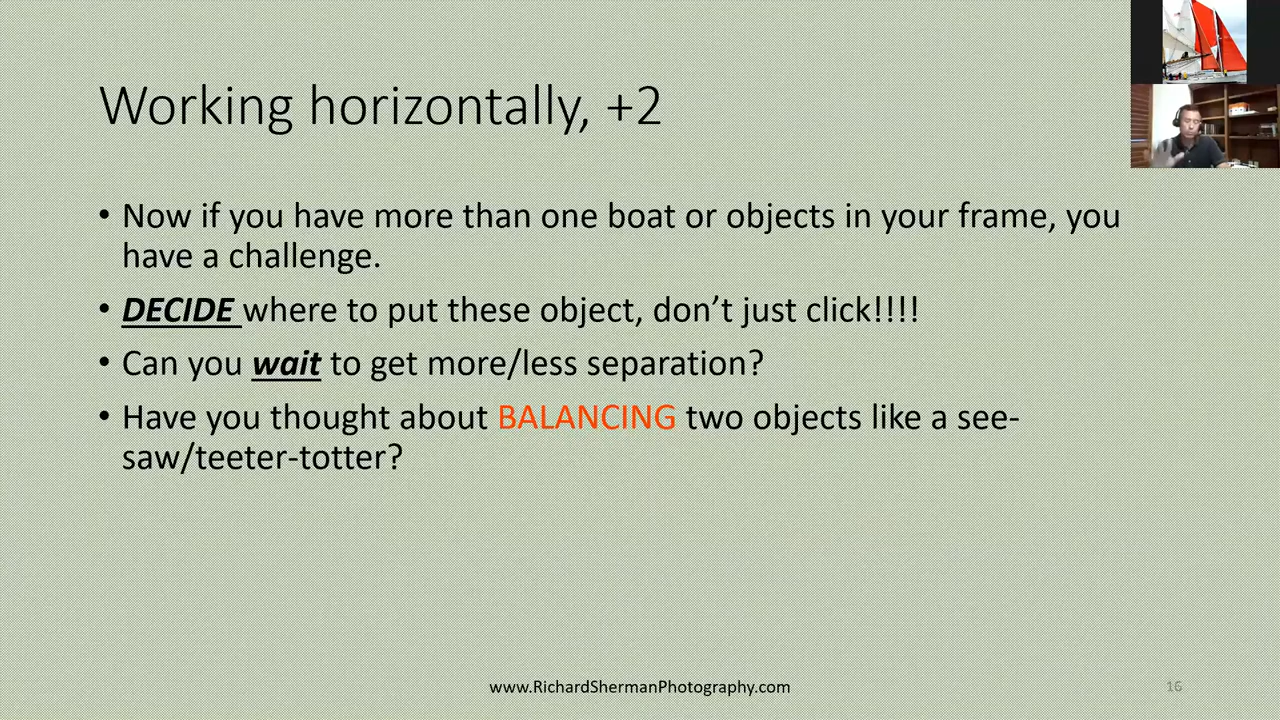 Working horizontally, +2
• Now if you have more than one boat or objects in your frame, you
have a challenge.
• DECIDE where to put these object, don’t just click!!!!
• Can you wait to get more/less separation?
• Have you thought about BALANCING two objects like a see-
saw/teeter-totter?
www.RichardShermanPhotography.com
16